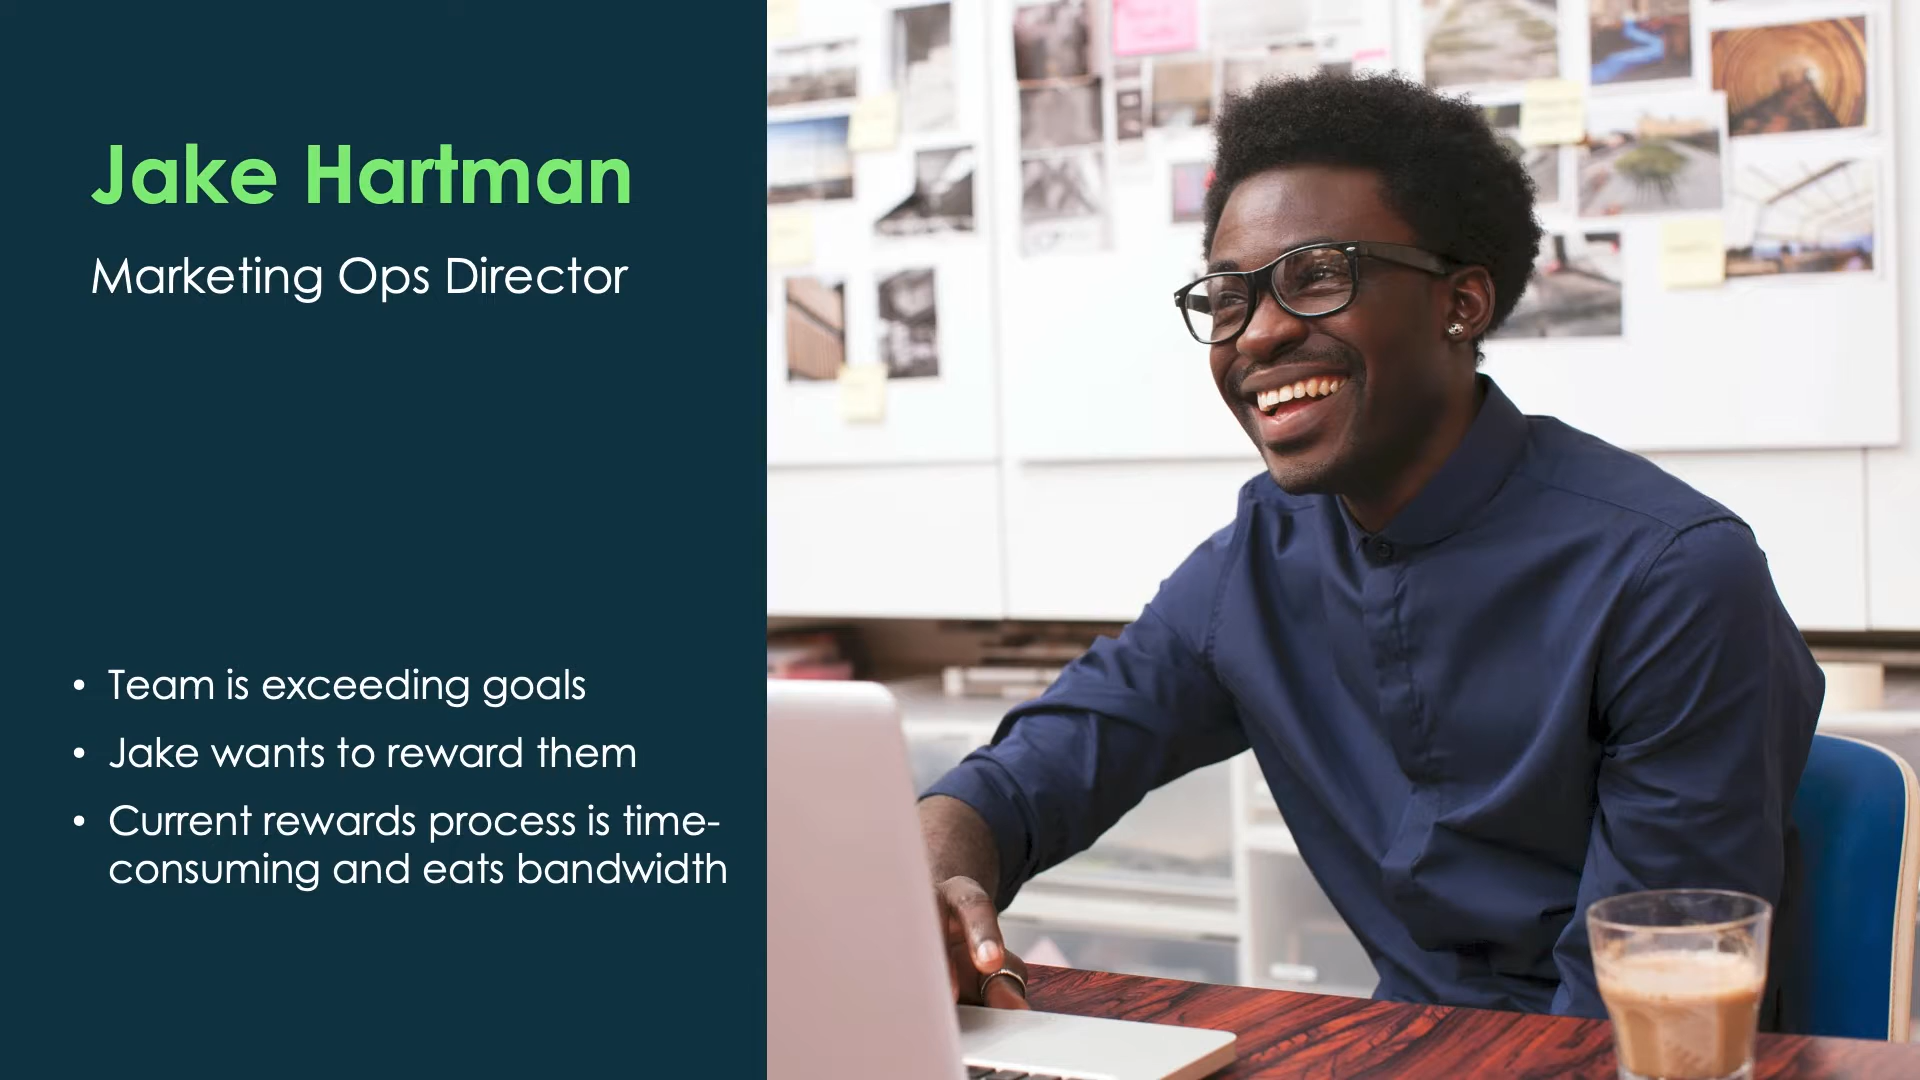 Jake Hartman
Marketing Ops Director
• Team is exceeding goals
• Jake wants to reward them
• Current rewards process is time-
consuming and eats bandwidth